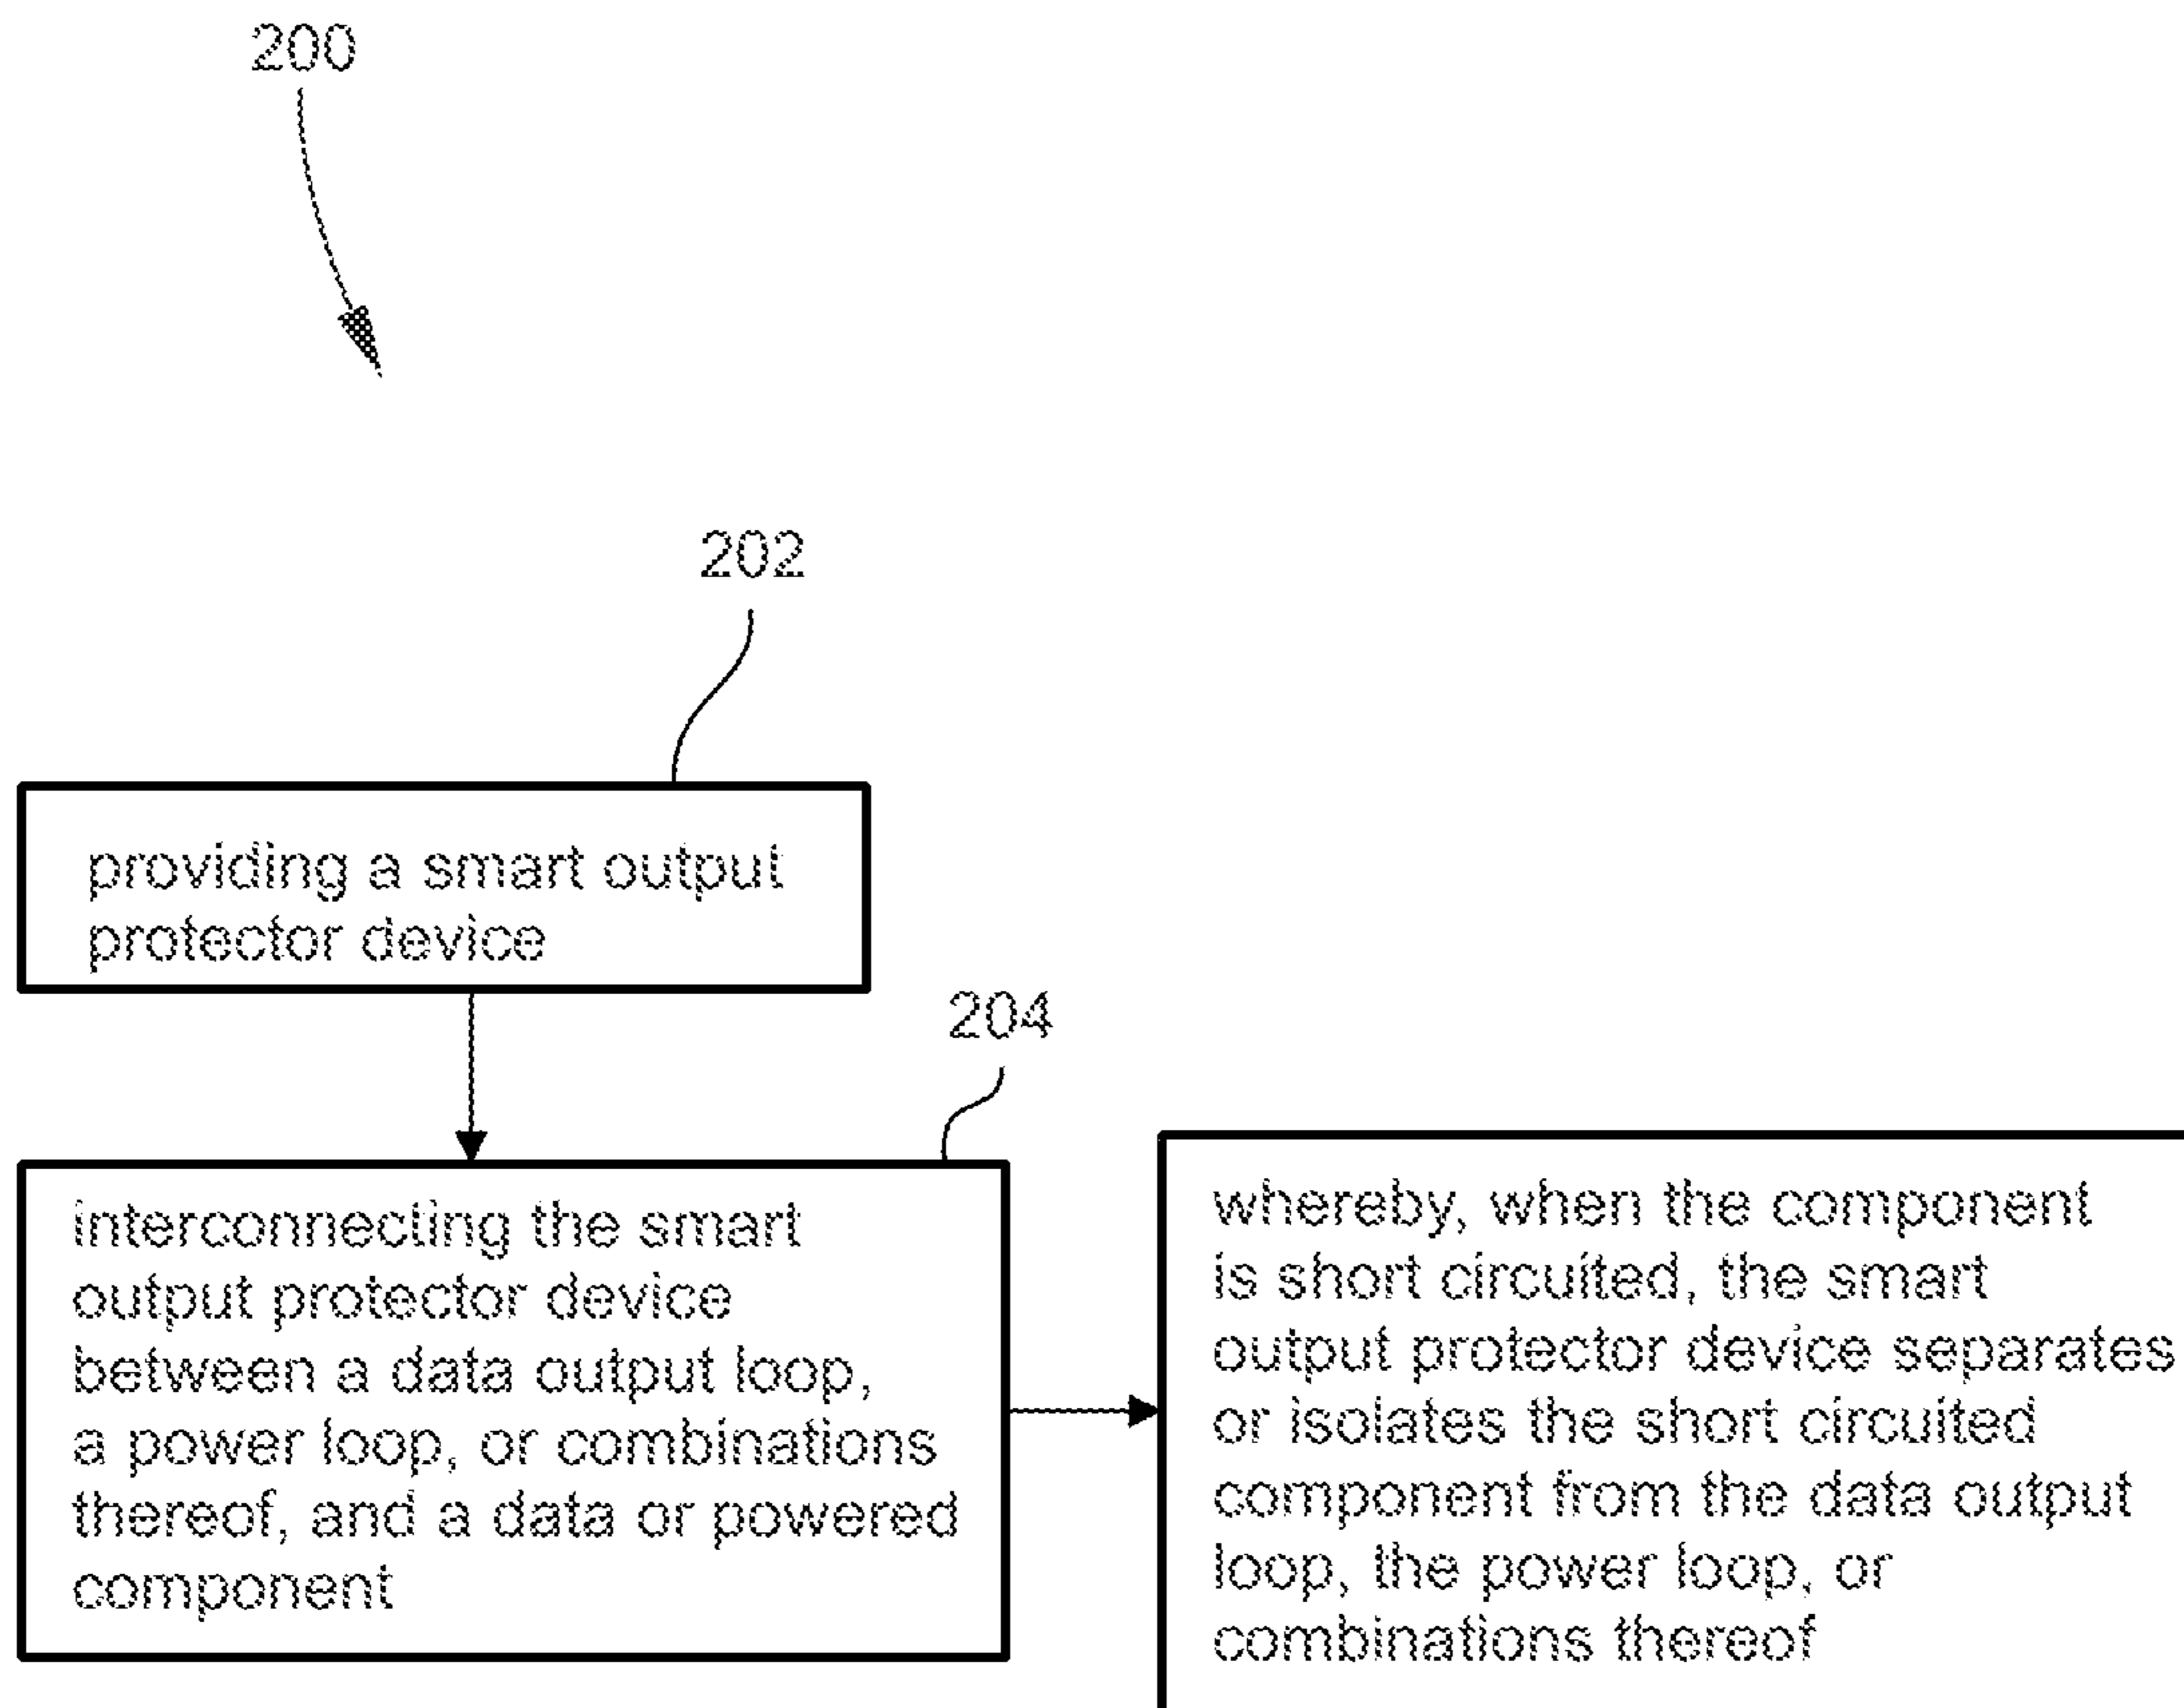 200
202
providing a smart output
protector device
204
interconnecting the smart
output protector device
between a data output loop,
a power loop, or combinations
thereof, and a data or powered
component
whereby, when the component
is short circuited, the smart
output protector device separates
or isolates the short circuited
component from the data output
loop, the power loop, or
combinations thereof